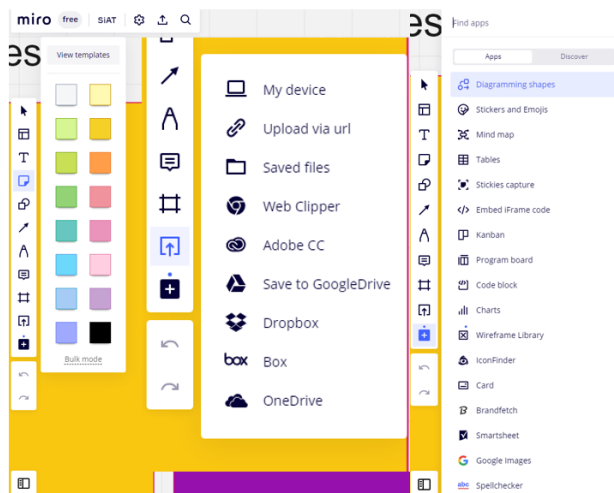 miro free SiAT
es
View templates
T
Bulk mode
My device
Upload via url
Saved files
Web Clipper
Adobe CC
Save to GoogleDrive
Dropbox
box Box
OneDrive
es
T
Find apps
Apps Discover
Diagramming shapes
Stickers and Emojis
Mind map
Tables
Stickies capture
</> Embed iFrame code
Kanban
Program board
Code block
Charts
Wireframe Library
IconFinder
Card
Brandfetch
Smartsheet
G Google Images
abc Spellchecker